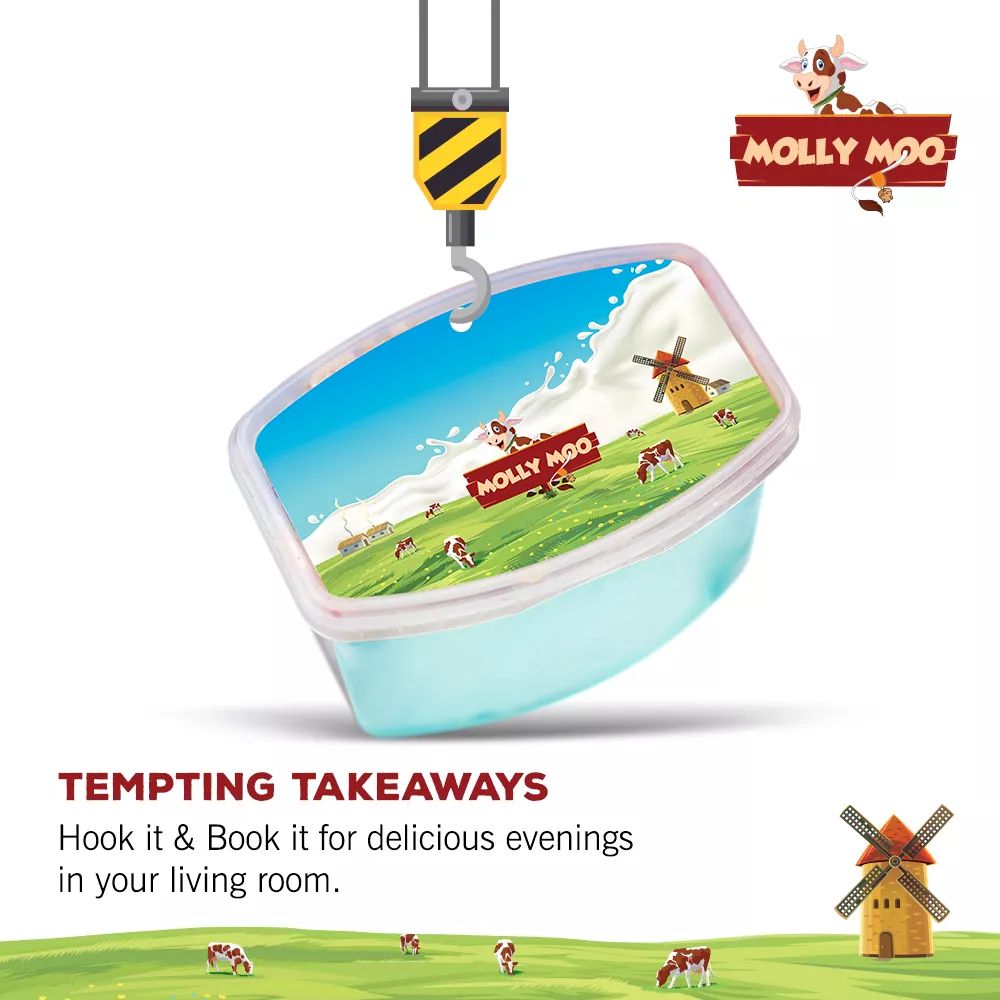 MOLLY MOO
MOLLY MOO
TEMPTING TAKEAWAYS
Hook it & Book it for delicious evenings
in your living room.